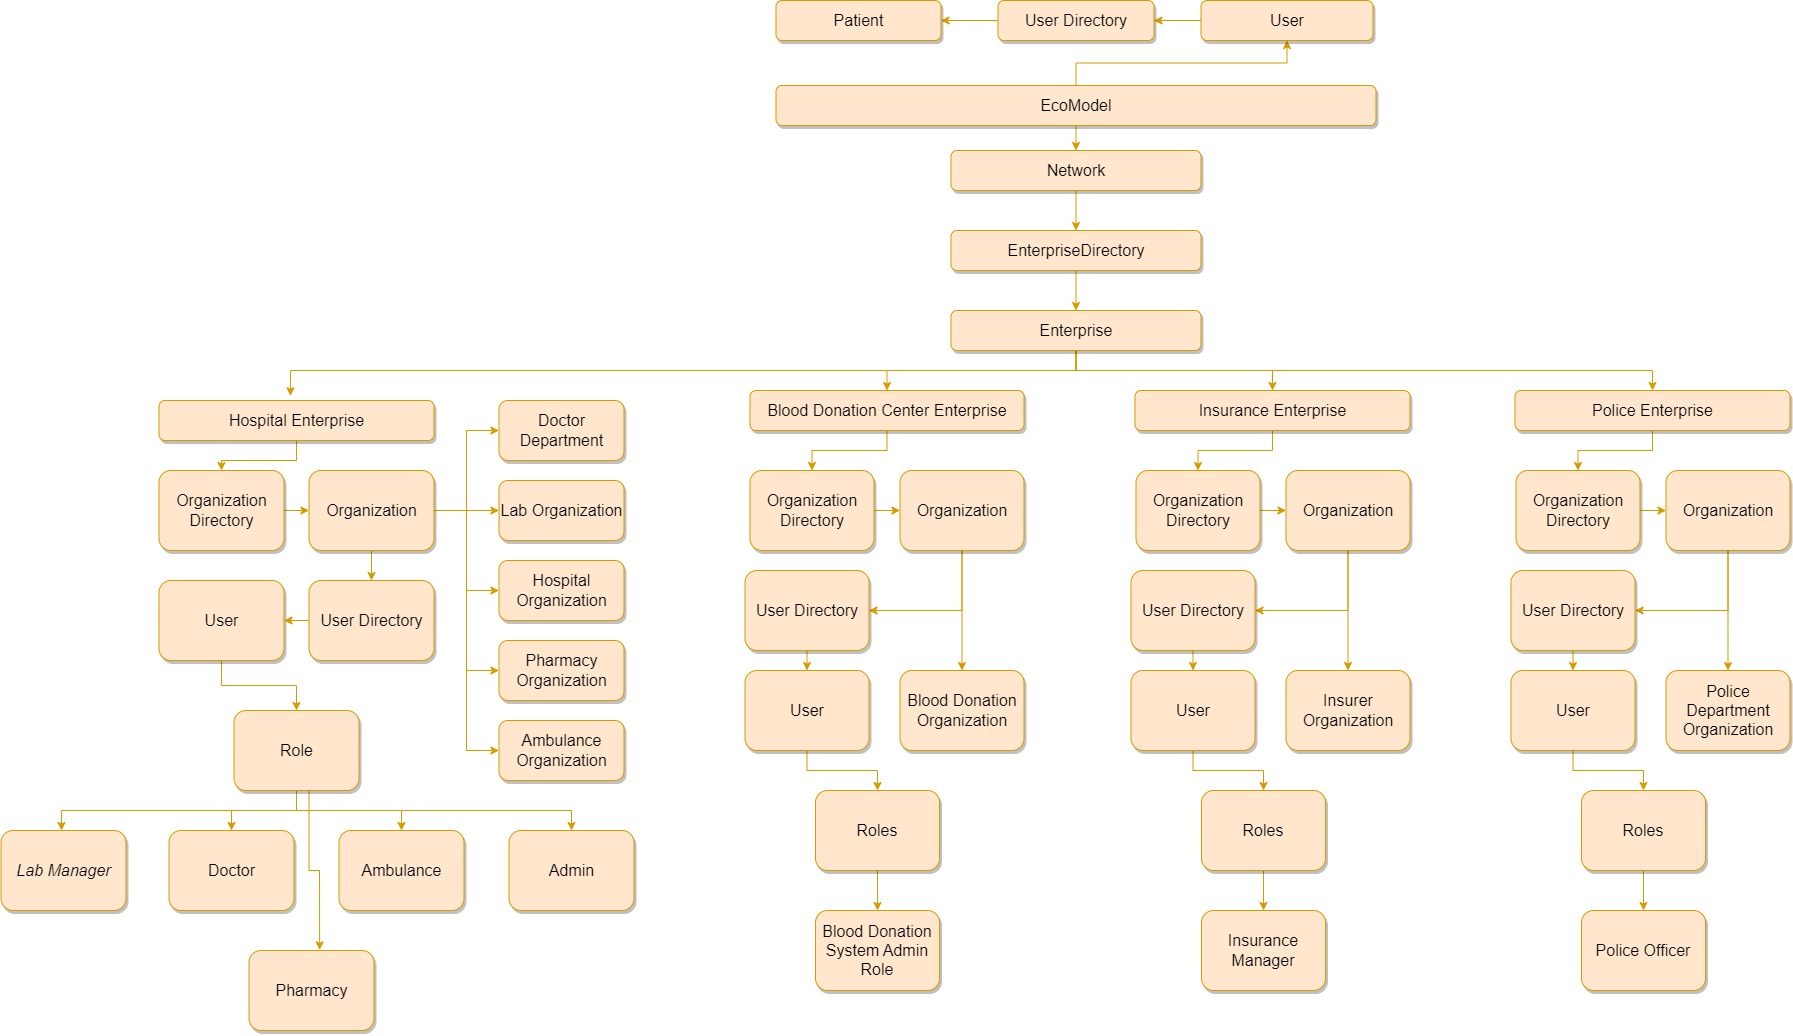 Patient
User Directory
User
EcoModel
Network
EnterpriseDirectory
Enterprise
Hospital Enterprise
Blood Donation Center Enterprise
Insurance Enterprise
Police Enterprise
Doctor
Department
Organization
Directory
Organization
Lab Organization
Organization
Directory
Organization
Organization
Directory
Organization
Organization
Directory
Organization
User
User Directory
Hospital
Organization
User Directory
User Directory
User Directory
Pharmacy
Organization
User
Blood Donation
Organization
User
Insurer
Organization
User
Police
Department
Organization
Role
Ambulance
Organization
Roles
Roles
Roles
Lab Manager
Doctor
Ambulance
Admin
Blood Donation
System Admin
Role
Insurance
Manager
Police Officer
Pharmacy